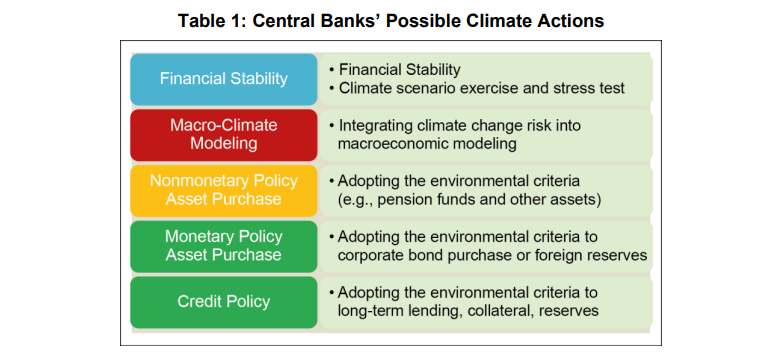 Table 1: Central Banks’ Possible Climate Actions
Financial Stability
• Financial Stability
• Climate scenario exercise and stress test
Macro-Climate
Modeling
• Integrating climate change risk into
macroeconomic modeling
Nonmonetary Policy
Asset Purchase
• Adopting the environmental criteria
(e.g., pension funds and other assets)
Monetary Policy
Asset Purchase
• Adopting the environmental criteria to
corporate bond purchase or foreign reserves
Credit Policy
• Adopting the environmental criteria to
long-term lending, collateral, reserves